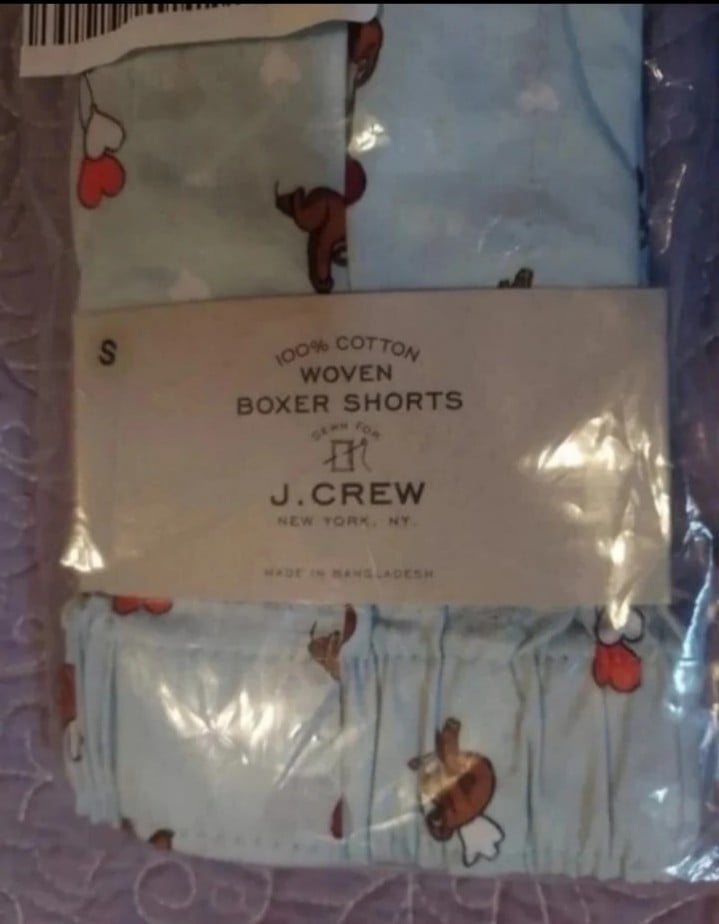 S
100% COTTON
WOVEN
BOXER SHORTS
SEWN FOR
J.CREW
NEW YORK, NY.
MADE IN BANGLADESH